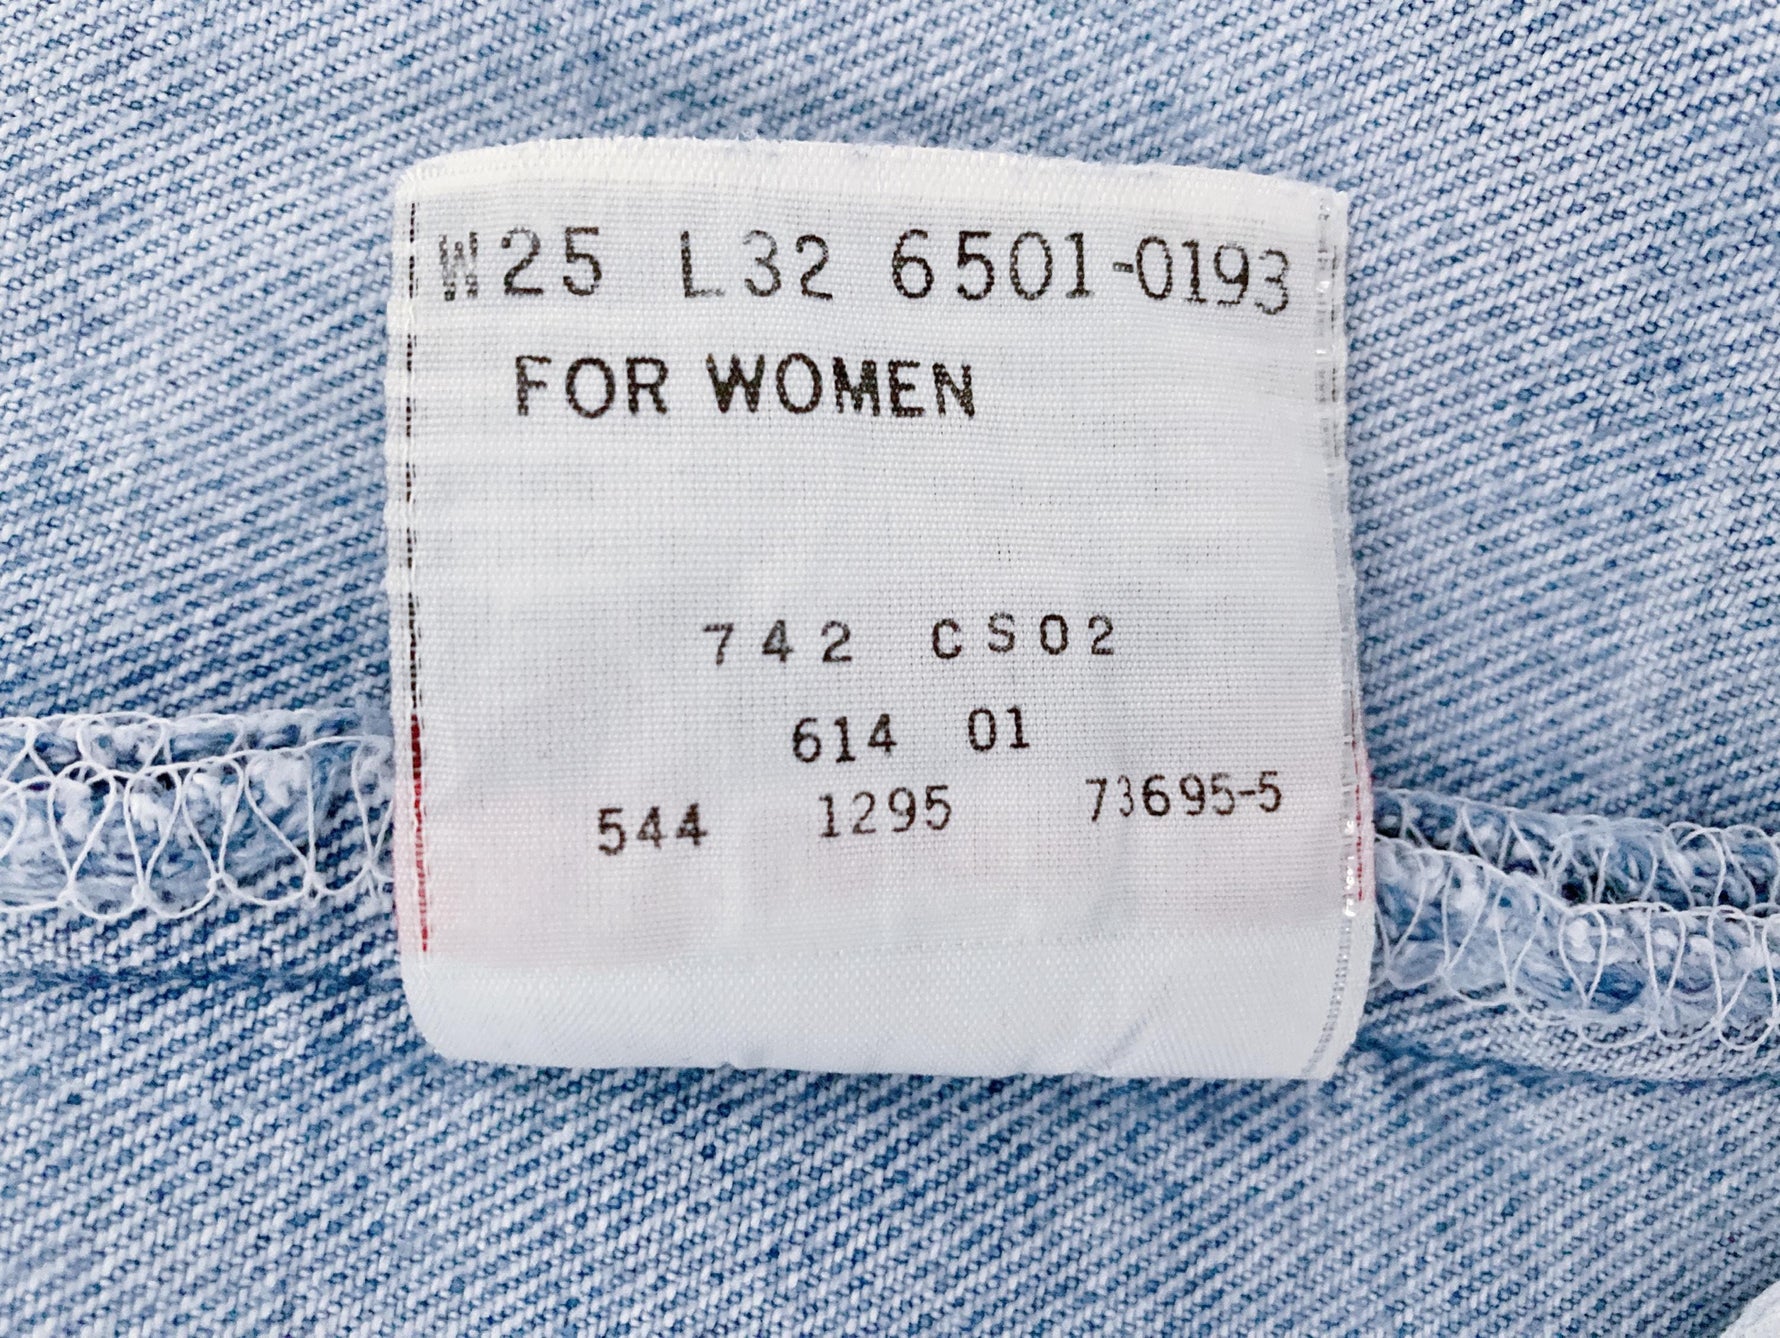 W25 L32 6501-0193
FOR WOMEN
742 CS02
614 01
544 1295 73695-5